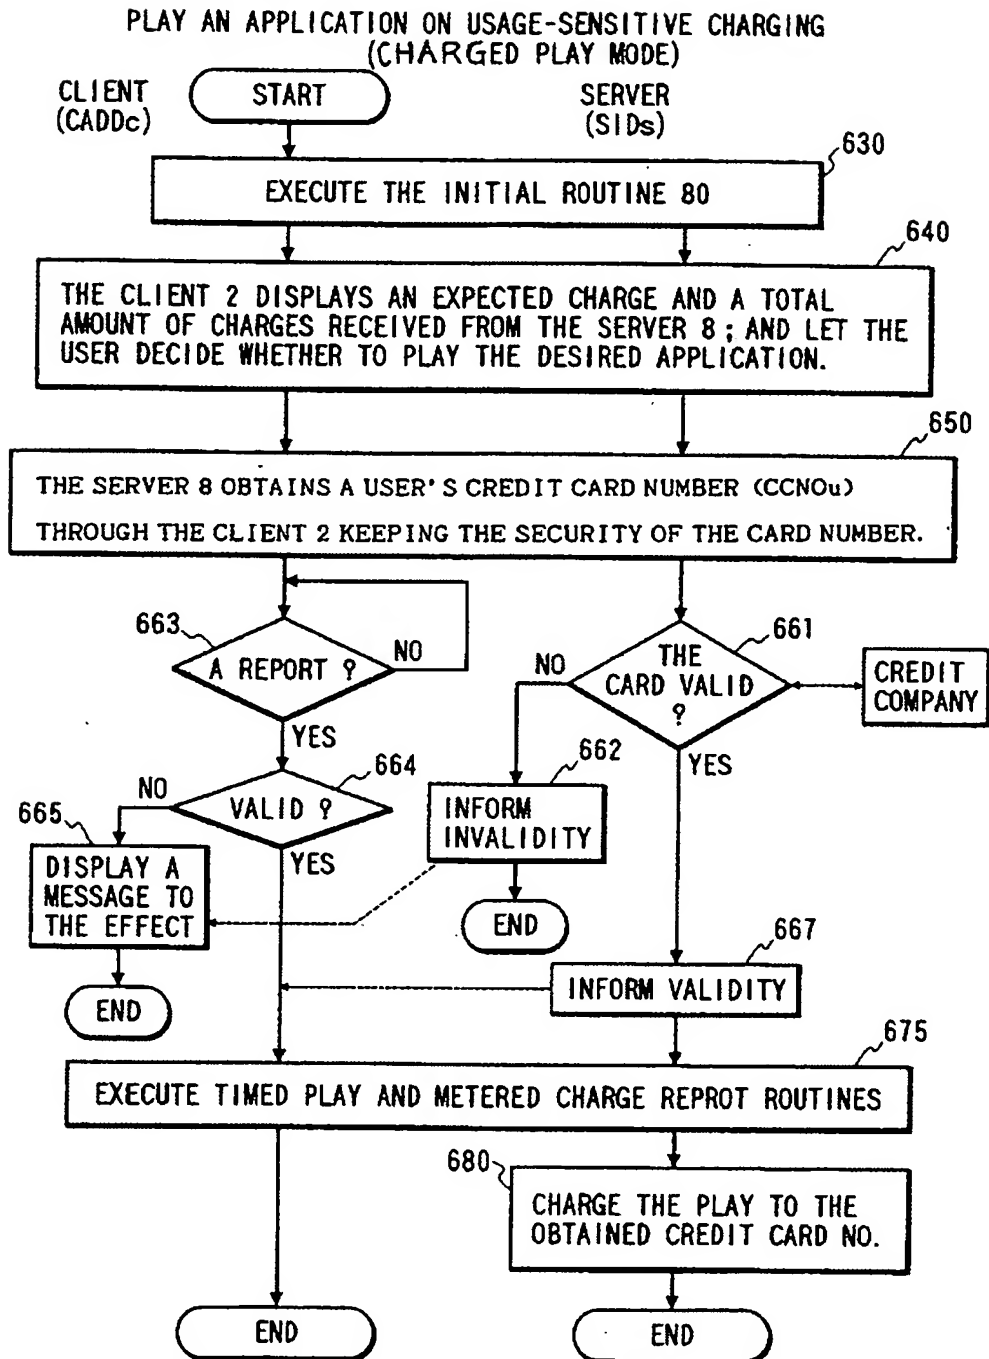 PLAY AN APPLICATION ON USAGE-SENSITIVE CHARGING
(CHARGED PLAY MODE)
CLIENT
(CADDc)
START
SERVER
(SIDs)
630
EXECUTE THE INITIAL ROUTINE 80
640
THE CLIENT 2 DISPLAYS AN EXPECTED CHARGE AND A TOTAL
AMOUNT OF CHARGES RECEIVED FROM THE SERVER 8; AND LET THE
USER DECIDE WHETHER TO PLAY THE DESIRED APPLICATION.
650
THE SERVER 8 OBTAINS A USER'S CREDIT CARD NUMBER (CCNOu)
THROUGH THE CLIENT 2 KEEPING THE SECURITY OF THE CARD NUMBER.
663
A REPORT ?
NO
YES
661
THE
CARD VALID
?
NO
YES
CREDIT
COMPANY
664
VALID ?
NO
YES
662
INFORM
INVALIDITY
665
DISPLAY A
MESSAGE TO
THE EFFECT
END
END
667
INFORM VALIDITY
675
EXECUTE TIMED PLAY AND METERED CHARGE REPROT ROUTINES
680
CHARGE THE PLAY TO THE
OBTAINED CREDIT CARD NO.
END
END